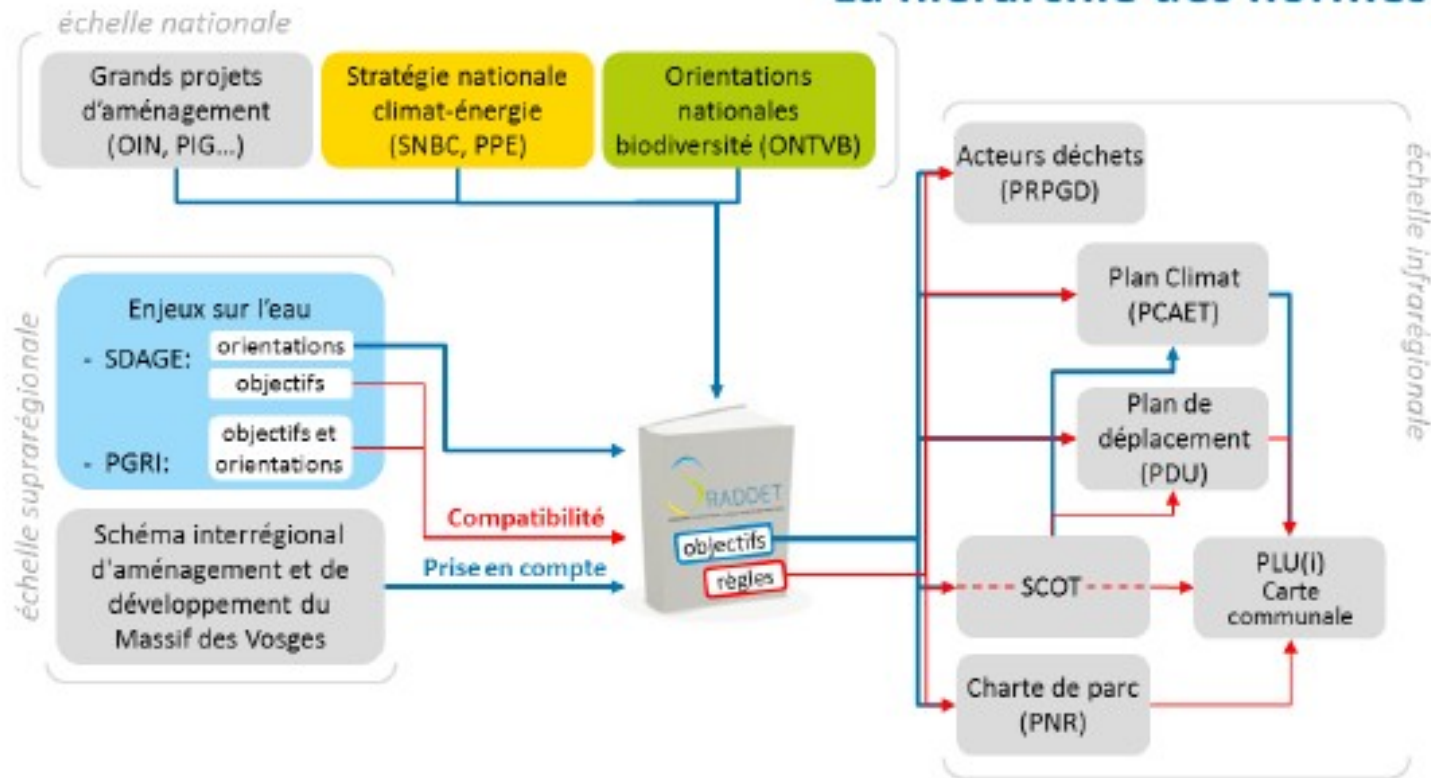 échelle nationale
Grands projets
d'aménagement
(OIN, PIG...)
Stratégie nationale
climat-énergie
(SNBC, PPE)
Orientations
nationales
biodiversité (ONTVB)
échelle suprarégionale
Enjeux sur l'eau
- SDAGE:
orientations
objectifs
- PGRI:
objectifs et
orientations
Schéma interrégional
d'aménagement et de
développement du
Massif des Vosges
Compatibilité
Prise en compte
SRADDET
objectifs
règles
échelle infrarégionale
Acteurs déchets
(PRPGD)
Plan Climat
(PCAET)
Plan de
déplacement
(PDU)
SCOT
PLU(i)
Carte
communale
Charte de parc
(PNR)